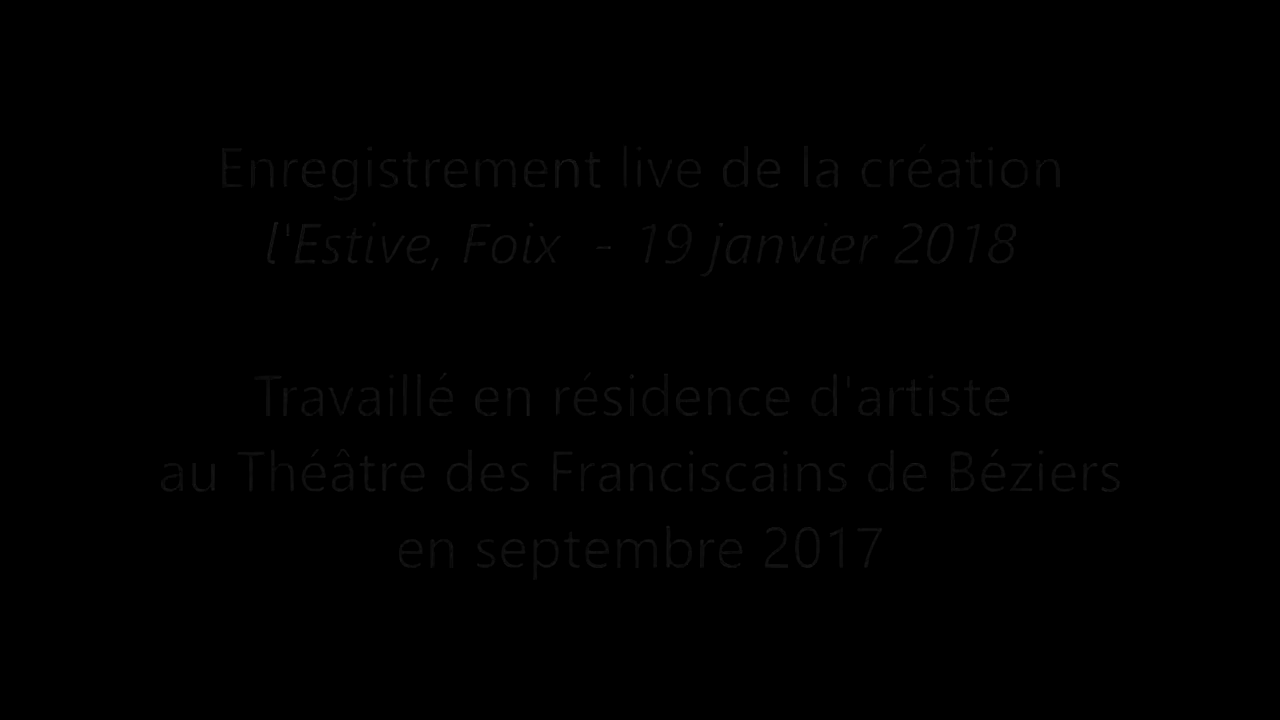 Enregistrement live de la création
l'Estive, Foix  - 19 janvier 2018
Travaillé en résidence d'artiste
au Théâtre des Franciscains de Béziers
en septembre 2017